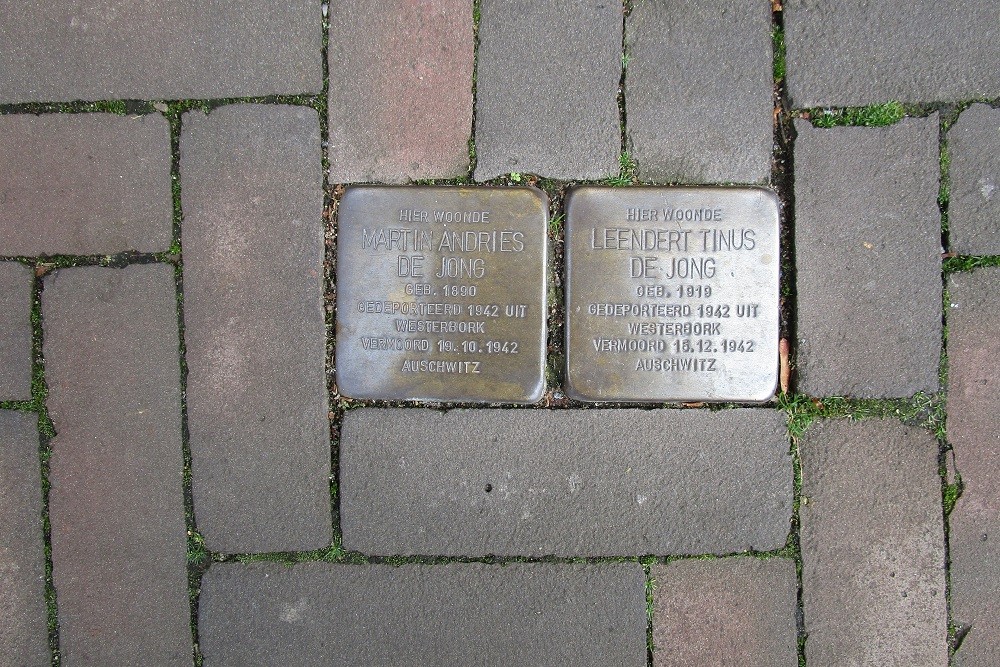 HIER WOONDE
MARTIN ANDRIES
DE JONG
GEB. 1890
GEDEPORTEERD 1942 UIT
WESTERBORK
VERMOORD 19.10.1942
AUSCHWITZ
HIER WOONDE
LEENDERT TINUS
DE JONG
GEB. 1919
GEDEPORTEERD 1942 UIT
WESTERBORK
VERMOORD 15.12.1942
AUSCHWITZ